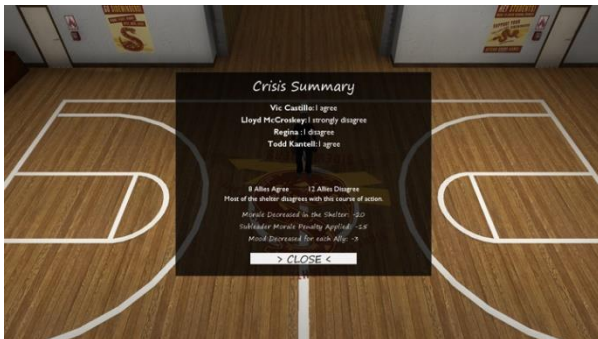 Crisis Summary
Vic Castillo: I agree
Lloyd McCroskey: I strongly disagree
Regina : I disagree
Todd Kantell: I agree
8 Allies Agree 12 Allies Disagree
Most of the shelter disagrees with this course of action.
Morale Decreased in the Shelter: -20
Subleader Morale Penalty Applied: -15
Mood Decreased for each Ally: -3
> CLOSE <